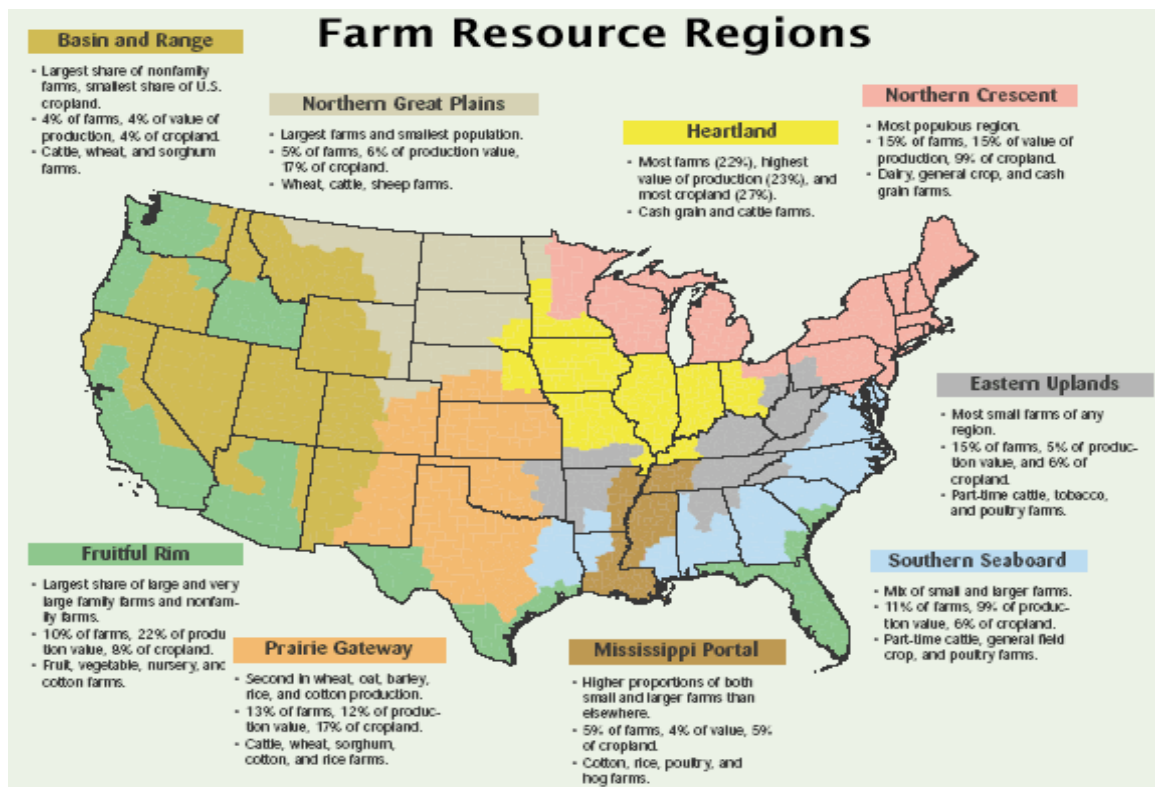 Farm Resource Regions
Basin and Range
- Largest share of nonfamily
farms, smallest share of U.S.
cropland.
- 4% of farms, 4% of value of
production, 4% of cropland.
- Cattle, wheat, and sorghum
farms.
Northern Great Plains
- Largest farms and smallest population.
- 5% of farms, 6% of production value,
17% of cropland.
- Wheat, cattle, sheep farms.
Heartland
- Most farms (22%), highest
value of production (23%), and
most cropland (27%).
- Cash grain and cattle farms.
Northern Crescent
- Most populous region.
- 15% of farms, 15% of value of
production, 9% of cropland.
- Dairy, general crop, and cash
grain farms.
Eastern Uplands
- Most small farms of any
region.
- 15% of farms, 5% of produc-
tion value, and 6% of
cropland.
- Part-time cattle, tobacco,
and poultry farms.
Fruitful Rim
- Largest share of large and very
large family farms and nonfam-
ily farms.
- 10% of farms, 22% of produ
tion value, 8% of cropland.
- Fruit, vegetable, nursery, and
cotton farms.
Southern Seaboard
- Mix of small and larger farms.
- 11% of farms, 9% of produc-
tion value, 6% of cropland.
- Part-time cattle, general field
crop, and poultry farms.
Prairie Gateway
- Second in wheat, oat, barley,
rice, and cotton production.
- 13% of farms, 12% of produc-
tion value, 17% of cropland.
- Cattle, wheat, sorghum,
cotton, and rice farms.
Mississippi Portal
- Higher proportions of both
small and larger farms than
elsewhere.
- 5% of farms, 4% of value, 5%
of cropland.
- Cotton, rice, poultry, and
hog farms.